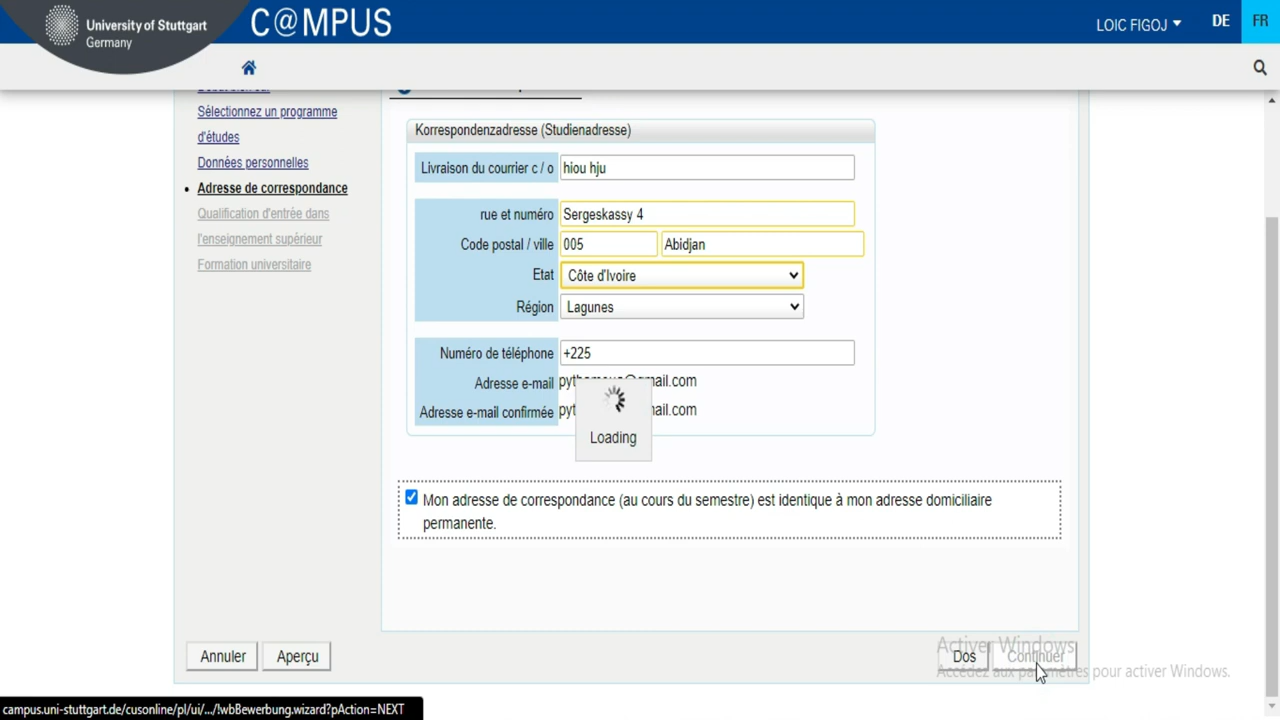 University of Stuttgart
Germany
C@MPUS
LOIC FIGOJ
DE
FR
Sélectionnez un programme
d'études
Données personnelles
Adresse de correspondance
Qualification d'entrée dans
l'enseignement supérieur
Formation universitaire
Korrespondenzadresse (Studienadresse)
Livraison du courrier c / o hiou hju
rue et numéro Sergeskassy 4
Code postal / ville 005 Abidjan
Etat Côte d'Ivoire
Région Lagunes
Numéro de téléphone +225
Adresse e-mail
Adresse e-mail confirmée
Loading
Mon adresse de correspondance (au cours du semestre) est identique à mon adresse domiciliaire
permanente.
Annuler Aperçu Dos Continuer
Activer Windows
Accédez aux paramètres pour activer Windows.
campus.uni-stuttgart.de/cusonline/pl/ui/.../!wbBewerbung.wizard?pAction=NEXT